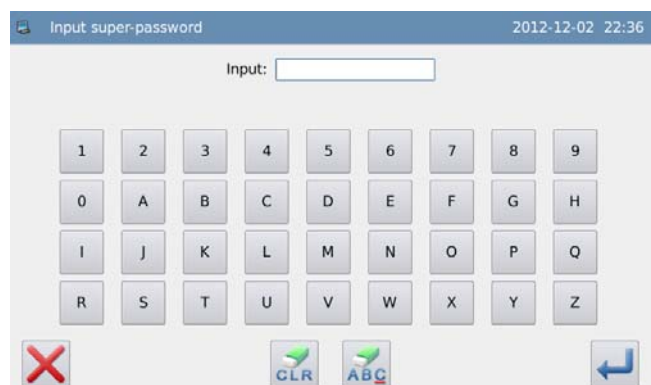 Input super-password 2012-12-02 22:36
Input:
1 2 3 4 5 6 7 8 9
0 A B C D E F G H
I J K L M N O P Q
R S T U V W X Y Z
CLR ABC